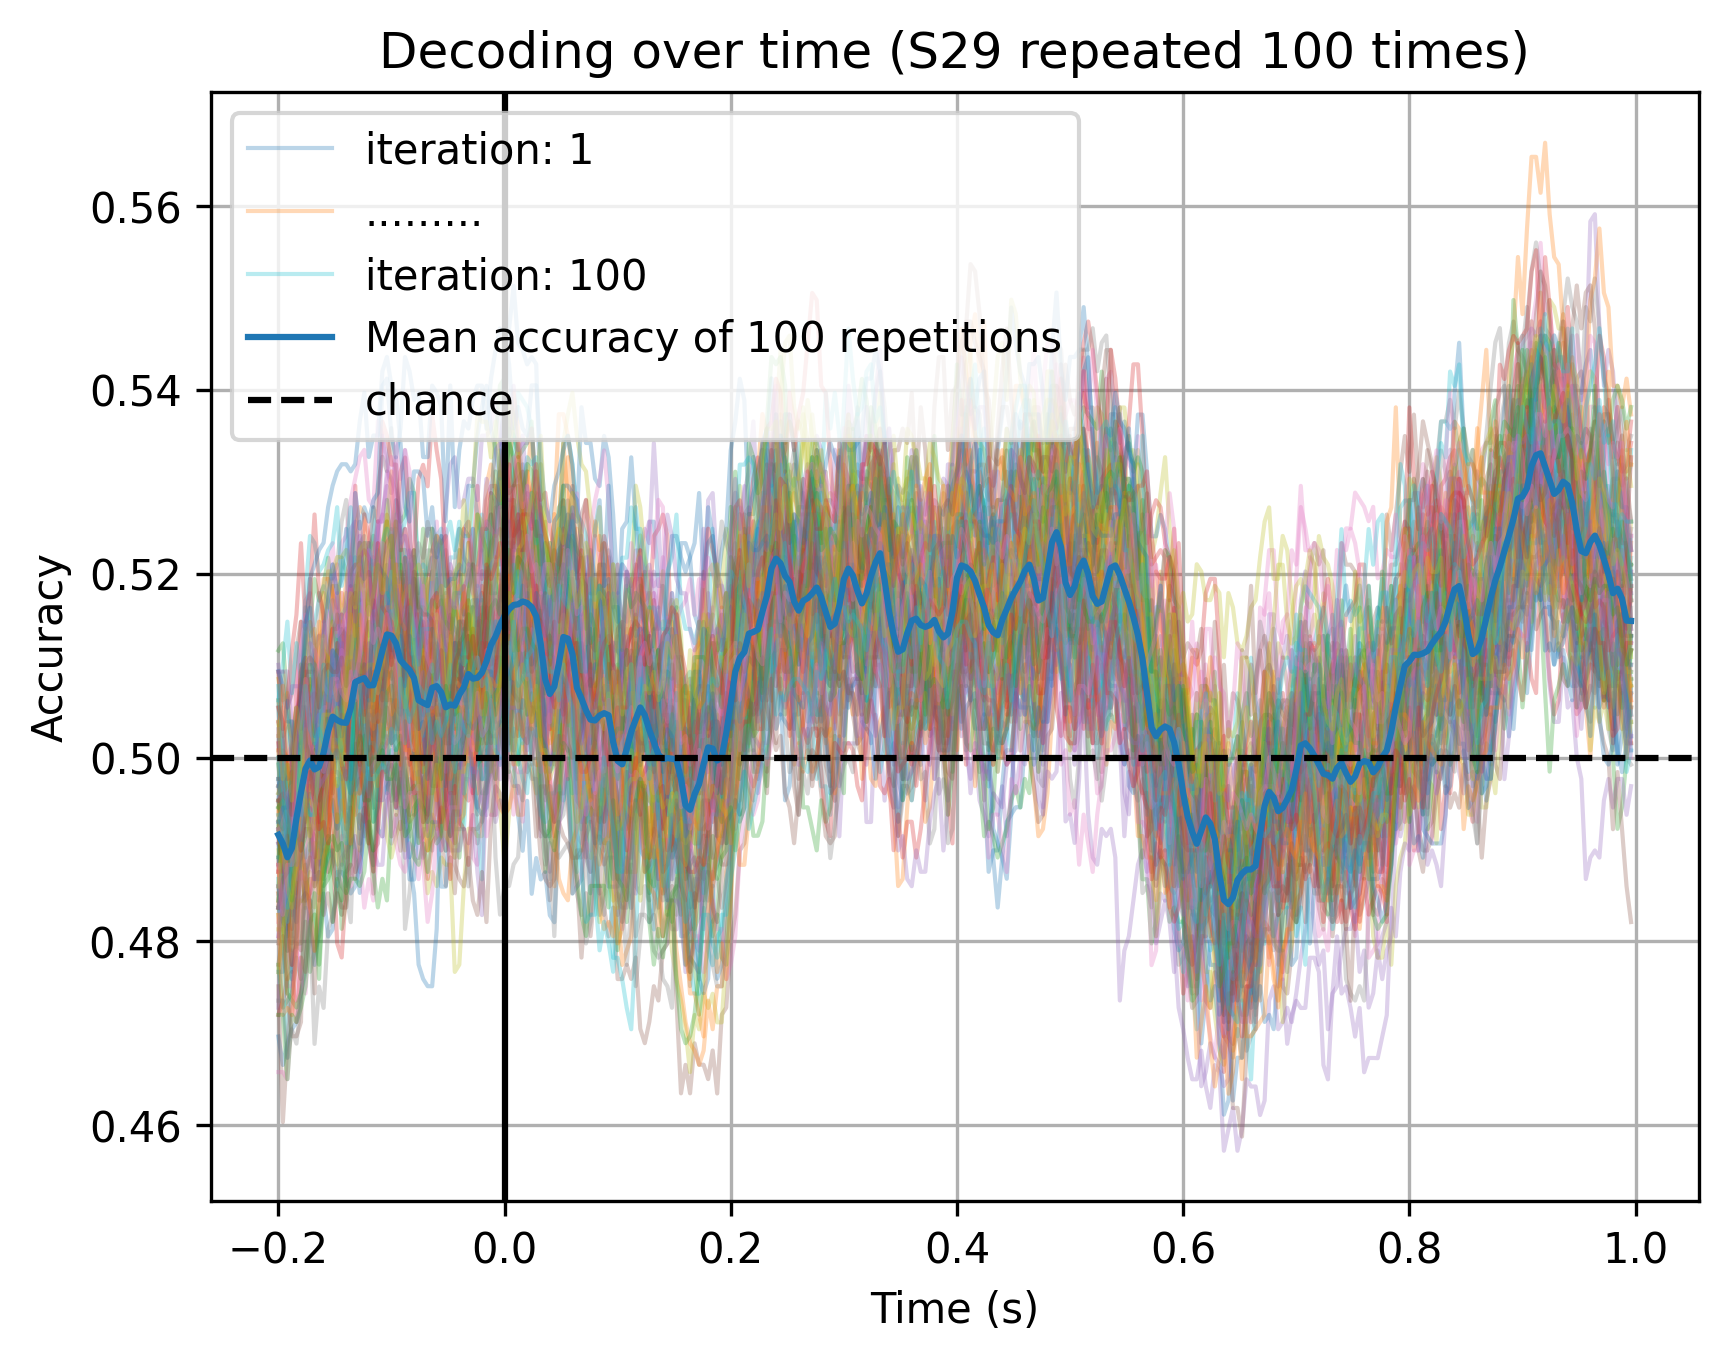 Decoding over time (S29 repeated 100 times)
iteration: 1
.........
iteration: 100
Mean accuracy of 100 repetitions
chance
0.56
0.54
0.52
0.50
0.48
0.46
Accuracy
−0.2 0.0 0.2 0.4 0.6 0.8 1.0
Time (s)